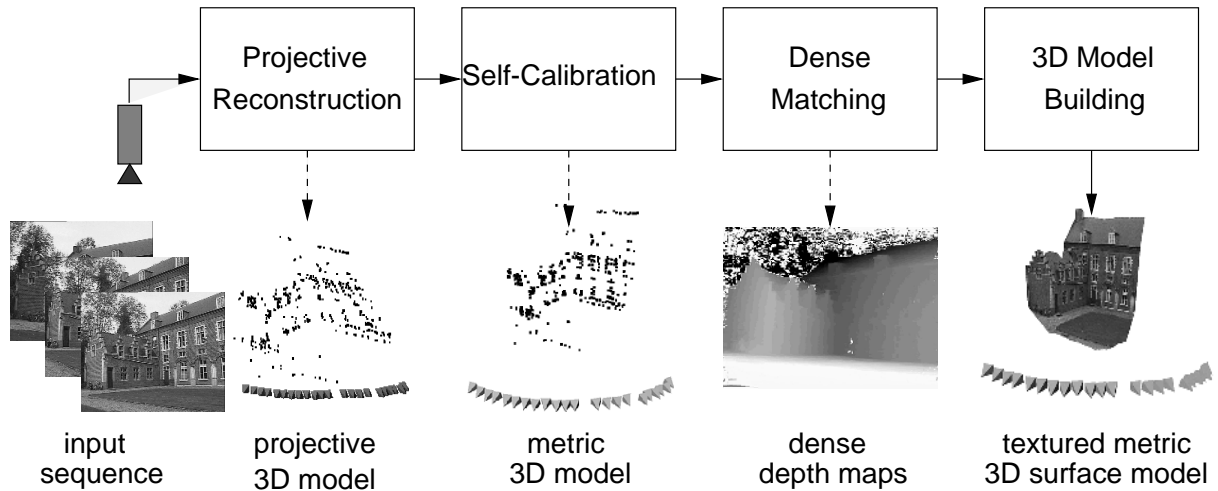 Projective
Reconstruction
Self-Calibration
Dense
Matching
3D Model
Building
input
sequence
projective
3D model
metric
3D model
dense
depth maps
textured metric
3D surface model